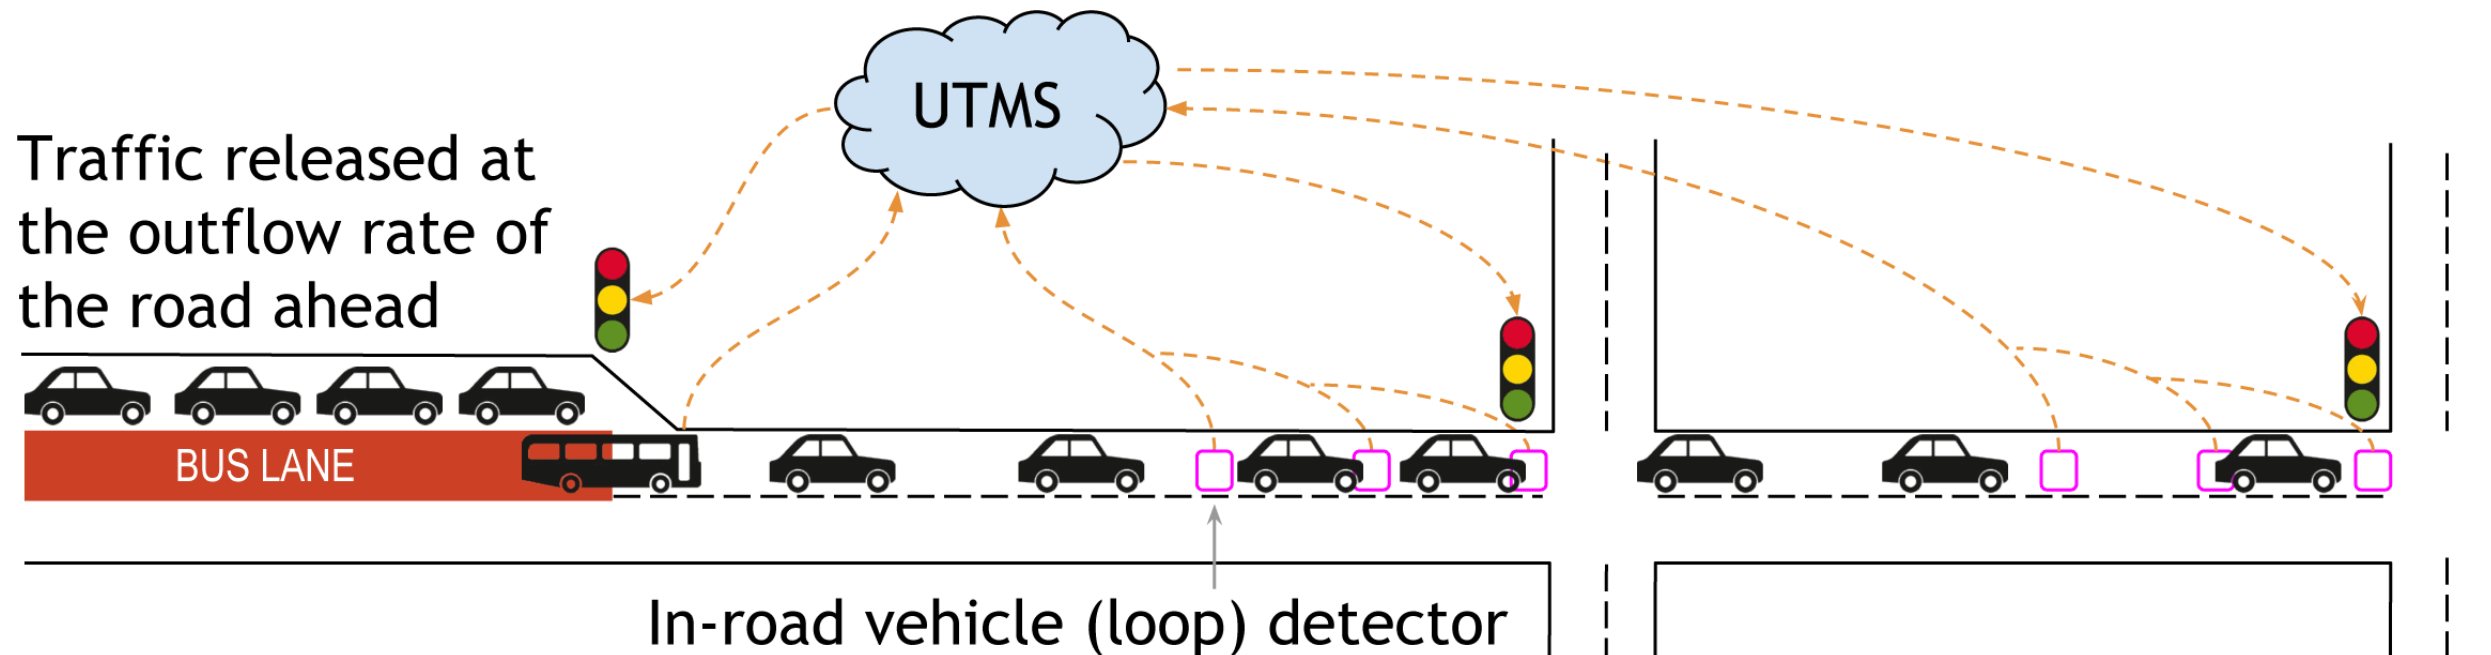 UTMS
Traffic released at
the outflow rate of
the road ahead
BUS LANE
In-road vehicle (loop) detector